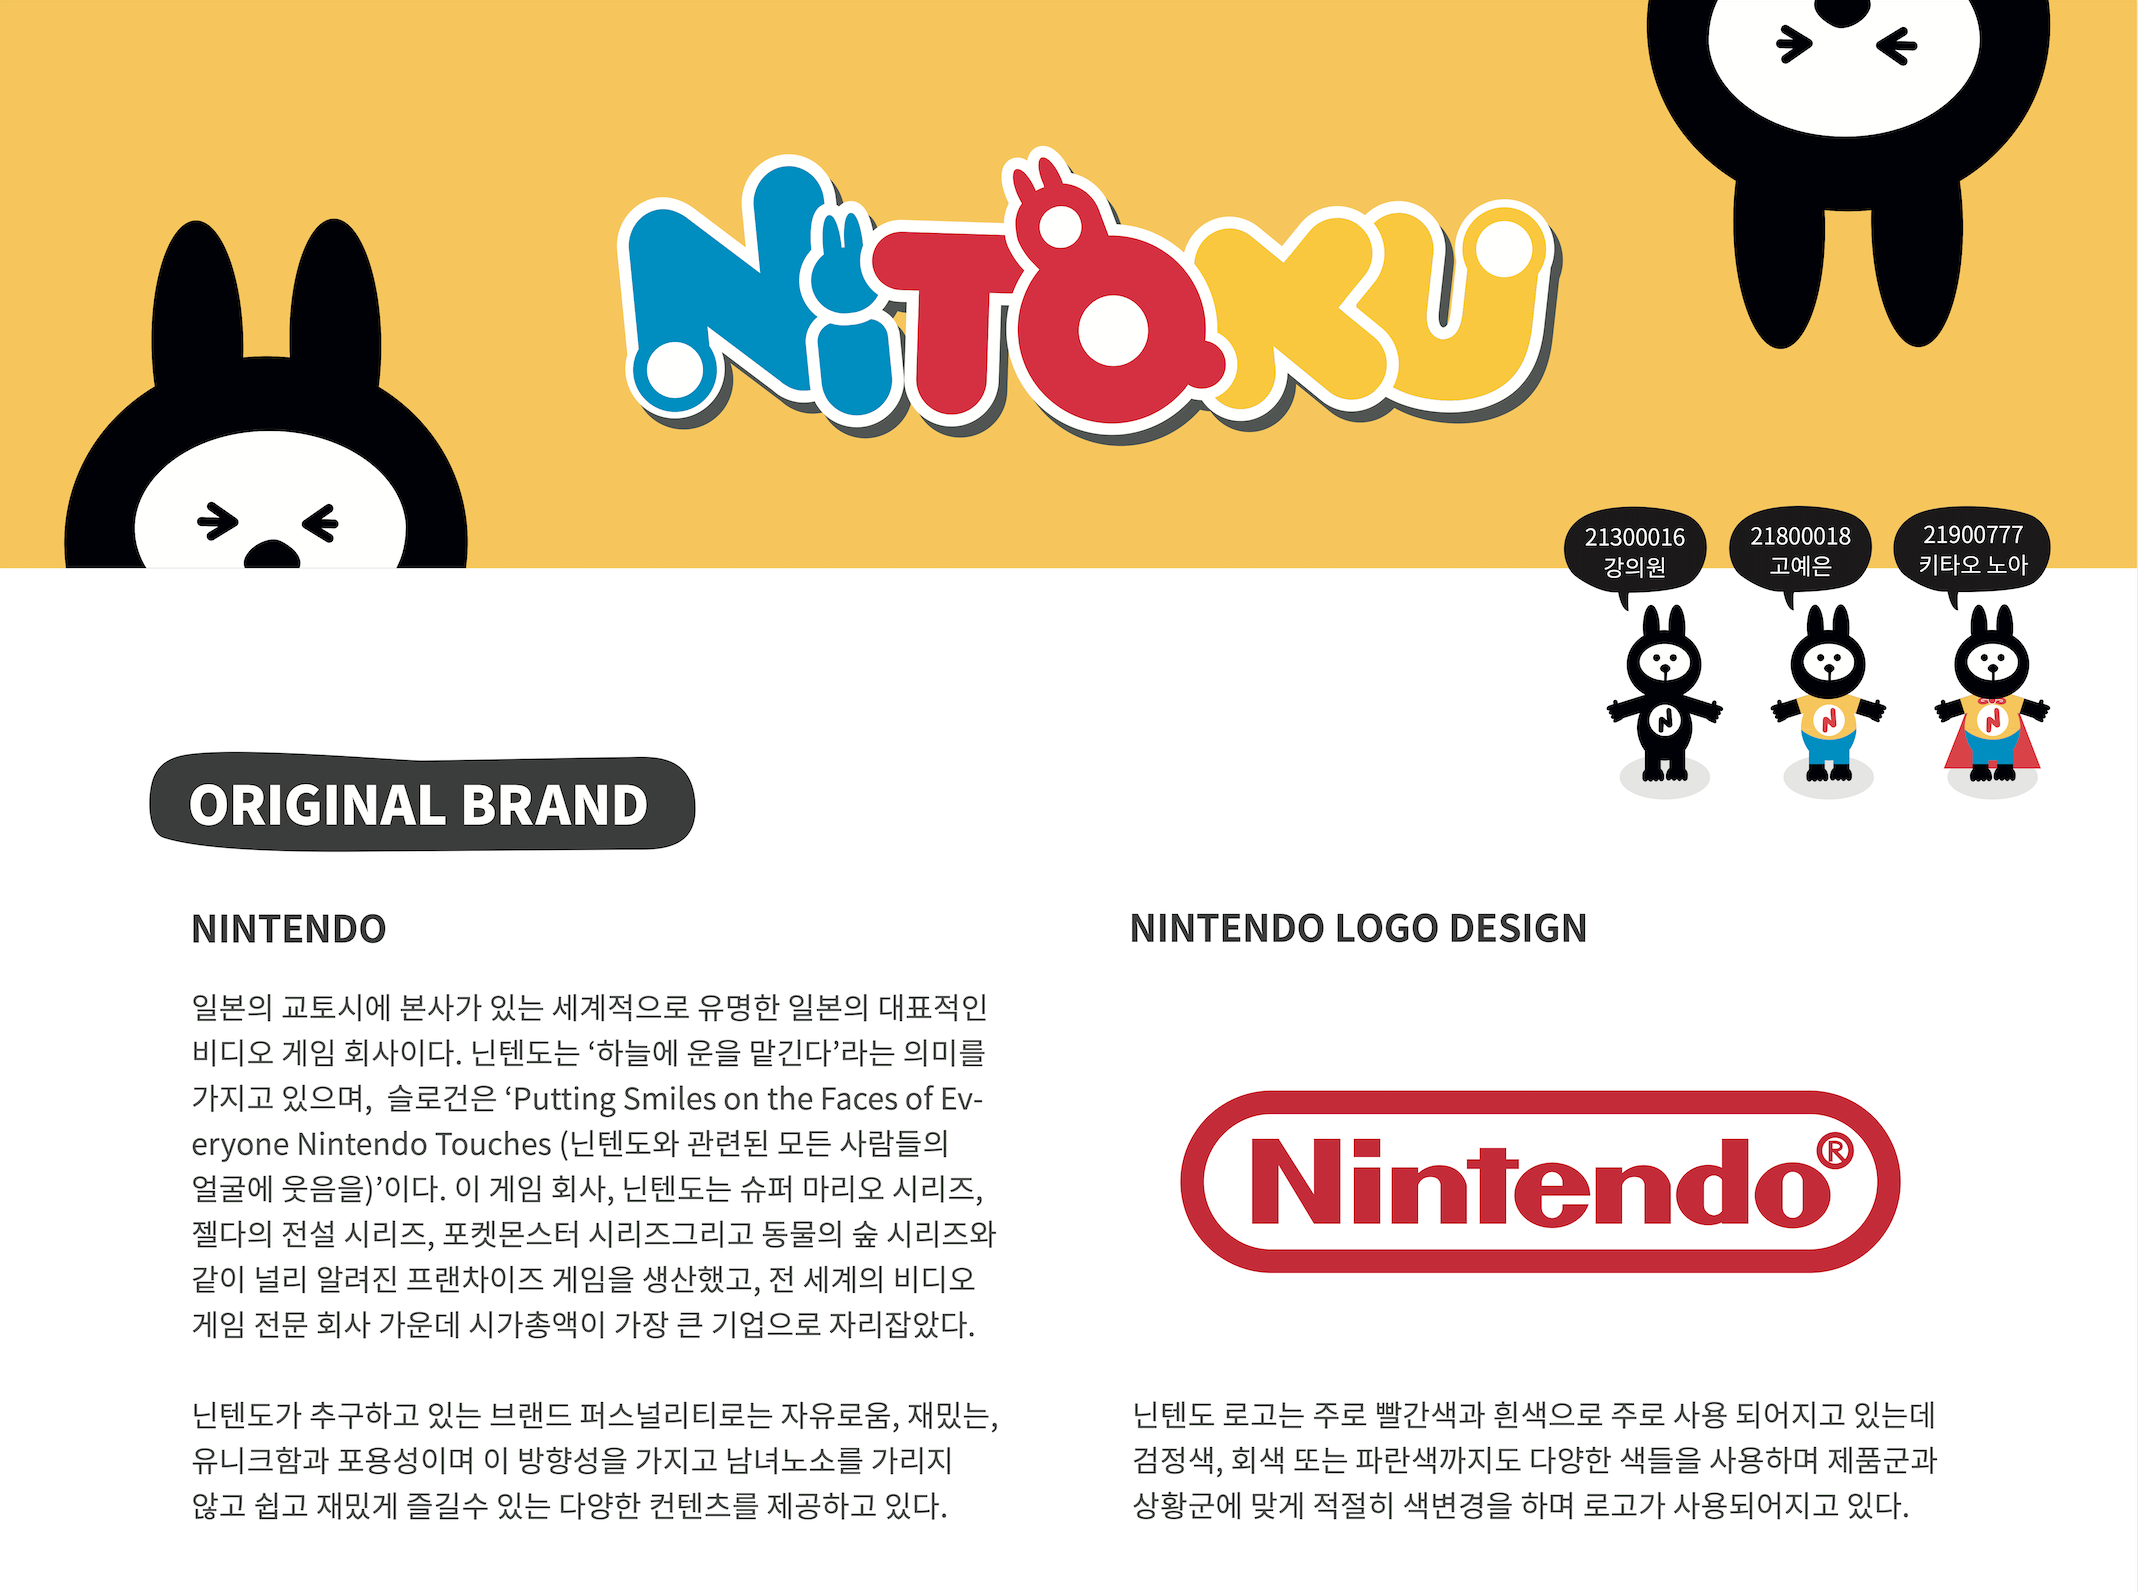 NiTOKU
21300016
강의원
21800018
고예은
21900777
키타오 노아
N
N
N
ORIGINAL BRAND
NINTENDO
일본의 교토시에 본사가 있는 세계적으로 유명한 일본의 대표적인
비디오 게임 회사이다. 닌텐도는 ‘하늘에 운을 맡긴다’라는 의미를
가지고 있으며,  슬로건은 ‘Putting Smiles on the Faces of Ev-
eryone Nintendo Touches (닌텐도와 관련된 모든 사람들의
얼굴에 웃음을)’이다. 이 게임 회사, 닌텐도는 슈퍼 마리오 시리즈,
젤다의 전설 시리즈, 포켓몬스터 시리즈그리고 동물의 숲 시리즈와
같이 널리 알려진 프랜차이즈 게임을 생산했고, 전 세계의 비디오
게임 전문 회사 가운데 시가총액이 가장 큰 기업으로 자리잡았다.
닌텐도가 추구하고 있는 브랜드 퍼스널리티로는 자유로움, 재밌는,
유니크함과 포용성이며 이 방향성을 가지고 남녀노소를 가리지
않고 쉽고 재밌게 즐길수 있는 다양한 컨텐츠를 제공하고 있다.
NINTENDO LOGO DESIGN
Nintendo®
닌텐도 로고는 주로 빨간색과 흰색으로 주로 사용 되어지고 있는데
검정색, 회색 또는 파란색까지도 다양한 색들을 사용하며 제품군과
상황군에 맞게 적절히 색변경을 하며 로고가 사용되어지고 있다.